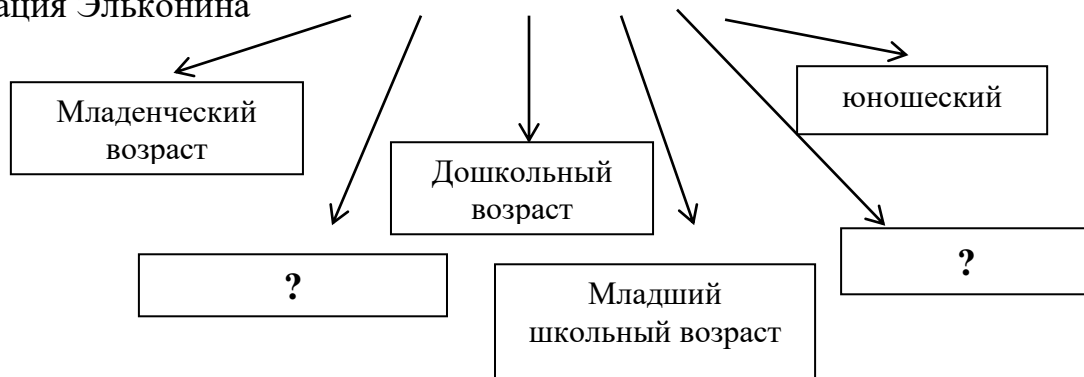 ация Эльконина
Младенческий
возраст
юношеский
Дошкольный
возраст
?
?
Младший
школьный возраст